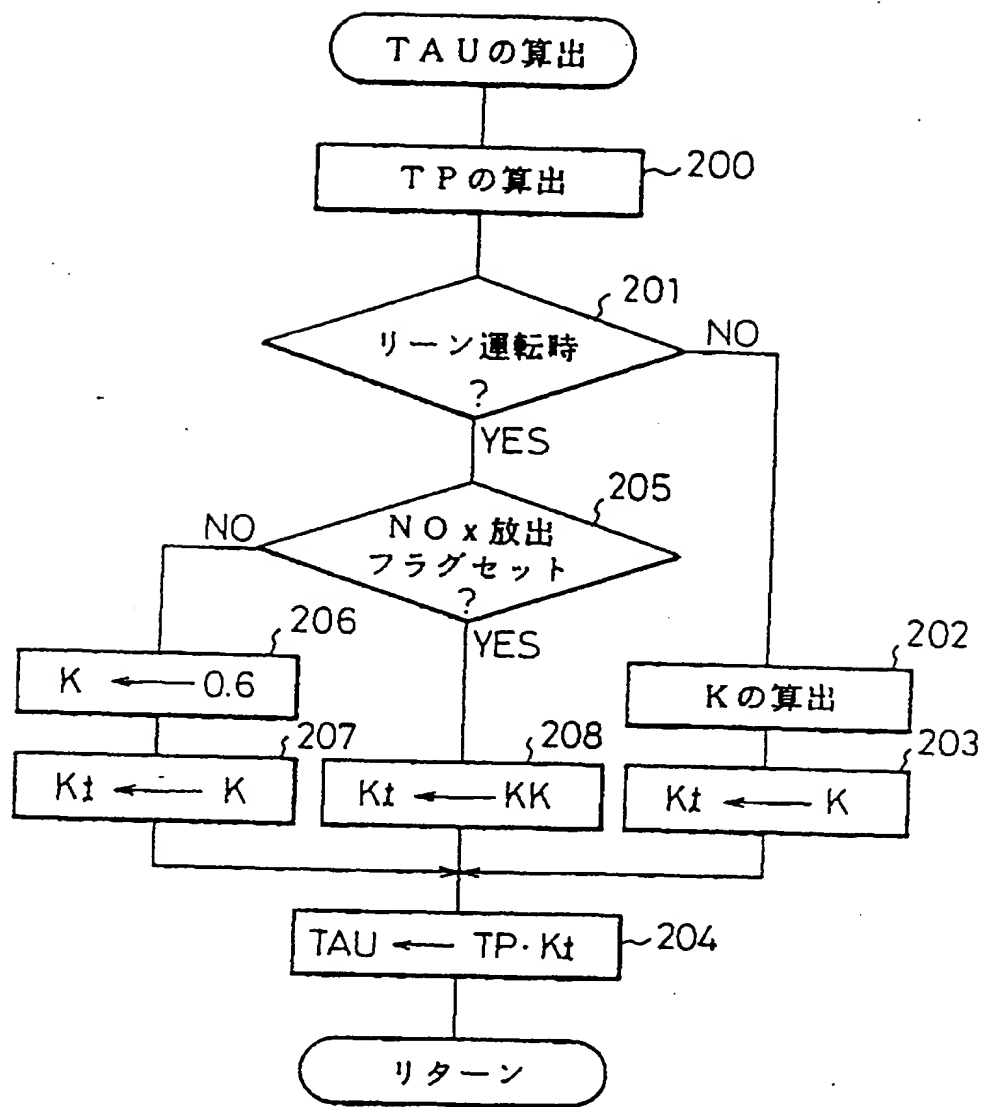 TAUの算出
TPの算出
200
201
リーン運転時
?
NO
YES
205
NOx放出
フラグセット
?
NO
YES
206
K ← 0.6
202
Kの算出
207
Kt ← K
208
Kt ← KK
203
Kt ← K
TAU ← TP・Kt
204
リターン